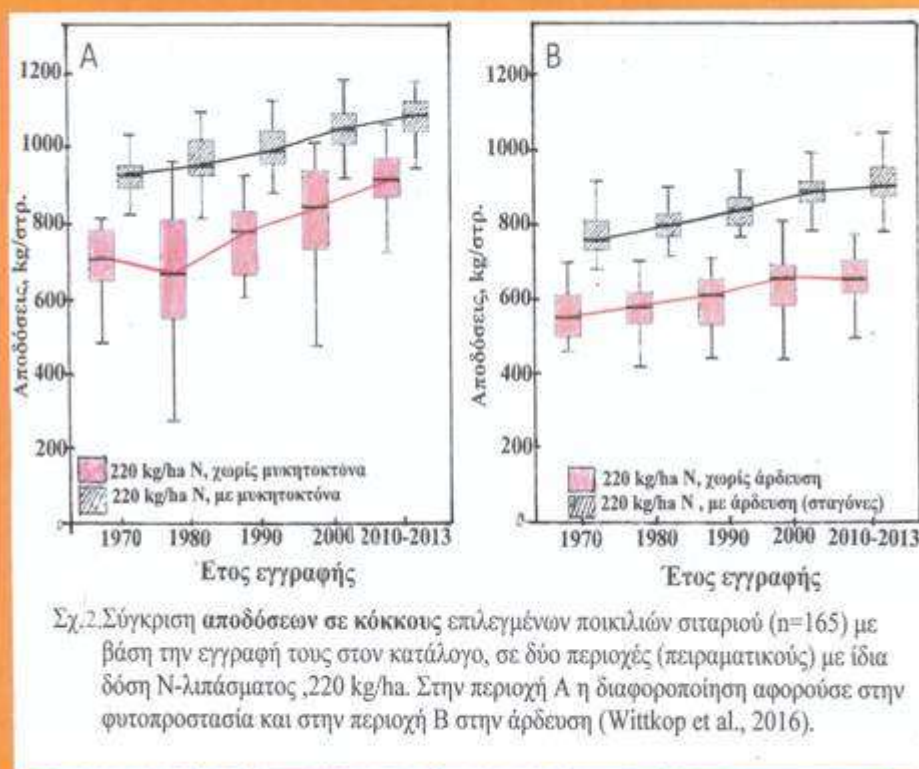 A
B
Αποδόσεις, kg/στρ.
1200
1000
800
600
400
200
0
220 kg/ha N, χωρίς μυκητοκτόνα
220 kg/ha N, με μυκητοκτόνα
1970 1980 1990 2000 2010-2013
Έτος εγγραφής
Αποδόσεις, kg/στρ.
1200
1000
800
600
400
200
0
220 kg/ha N, χωρίς άρδευση
220 kg/ha N , με άρδευση (σταγόνες)
1970 1980 1990 2000 2010-2013
Έτος εγγραφής
Σχ.2.Σύγκριση αποδόσεων σε κόκκους επιλεγμένων ποικιλιών σιταριού (n=165) με
βάση την εγγραφή τους στον κατάλογο, σε δύο περιοχές (πειραματικούς) με ίδια
δόση N-λιπάσματος ,220 kg/ha. Στην περιοχή Α η διαφοροποίηση αφορούσε στην
φυτοπροστασία και στην περιοχή Β στην άρδευση (Wittkop et al., 2016).